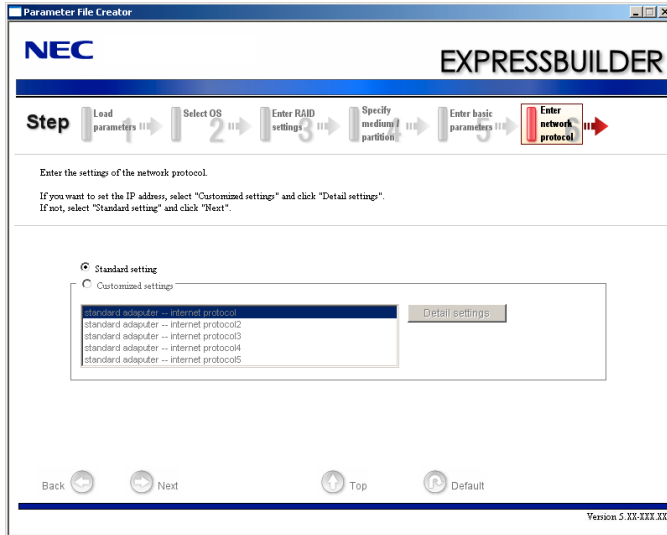 Parameter File Creator
NEC
EXPRESSBUILDER
Step
Load parameters 1
Select OS 2
Enter RAID settings 3
Specify medium / partition 4
Enter basic parameters 5
Enter network protocol 6
Enter the settings of the network protocol.
If you want to set the IP address, select "Customized settings" and click "Detail settings".
If not, select "Standard setting" and click "Next".
Standard setting
Customized settings
standard adaputer -- internet protocol
Detail settings
standard adaputer -- internet protocol2
standard adaputer -- internet protocol3
standard adaputer -- internet protocol4
standard adaputer -- internet protocol5
Back
Next
Top
Default
Version 5.XX-XXX.XX